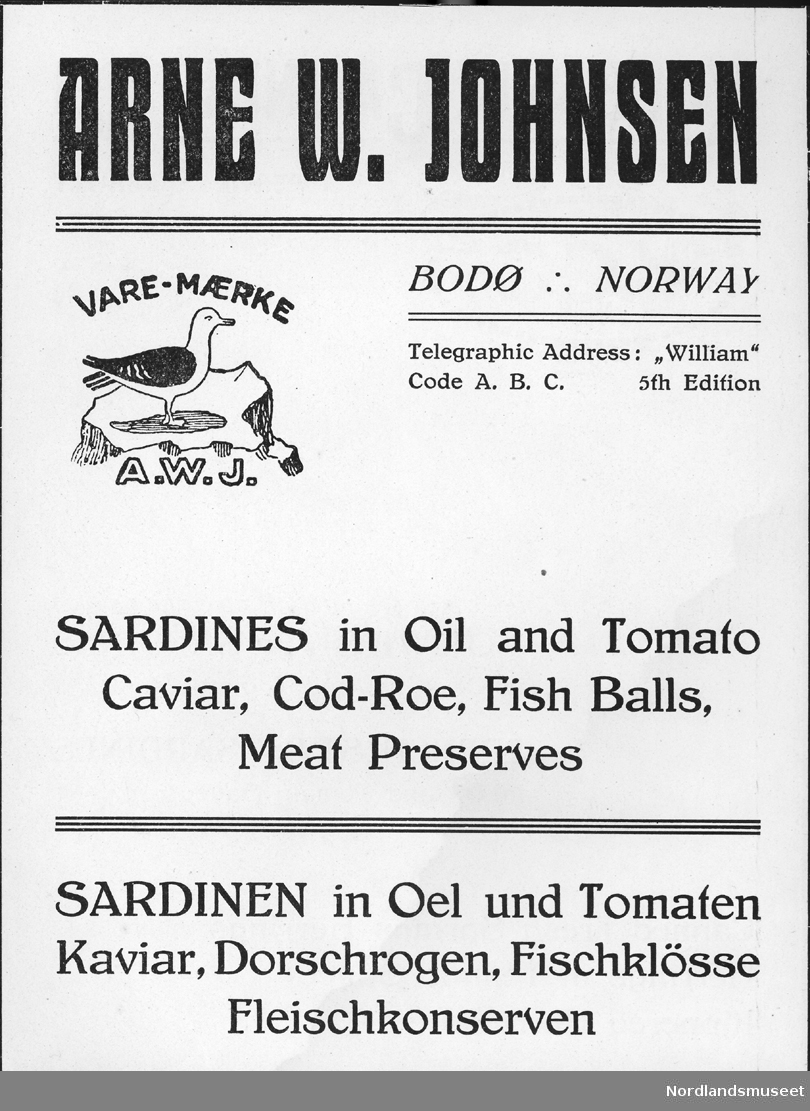 ARNE W. JOHNSEN
VARE-MÆRKE
A.W.J.
BODØ ∴ NORWAY
Telegraphic Address: „William“
Code A. B. C. 5th Edition
SARDINES in Oil and Tomato
Caviar, Cod-Roe, Fish Balls,
Meat Preserves
SARDINEN in Oel und Tomaten
Kaviar, Dorschrogen, Fischklösse
Fleischkonserven
Nordlandsmuseet